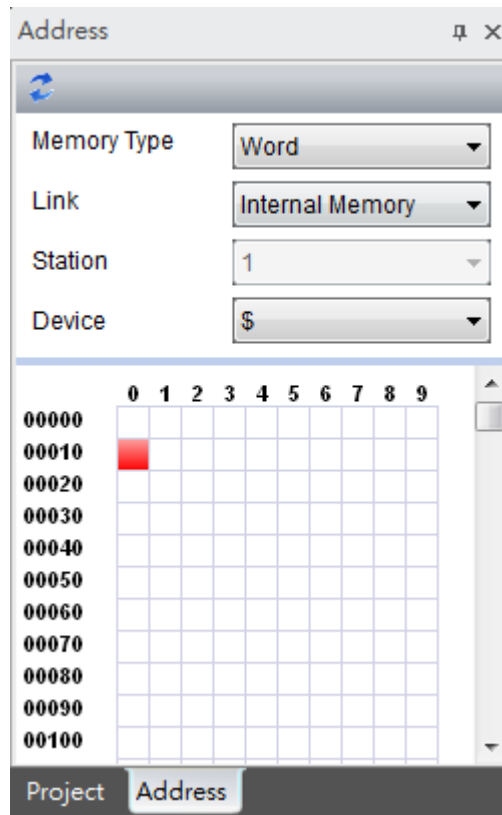 Address
Memory Type Word
Link Internal Memory
Station 1
Device $
0 1 2 3 4 5 6 7 8 9
00000
00010
00020
00030
00040
00050
00060
00070
00080
00090
00100
Project Address